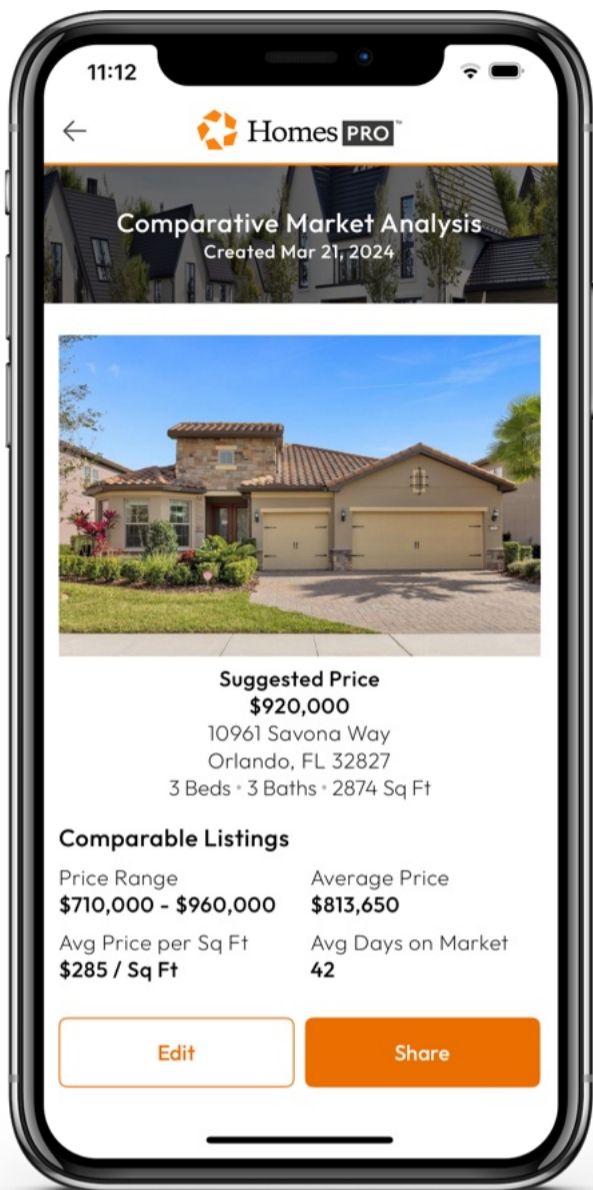 11:12
Homes PRO™
Comparative Market Analysis
Created Mar 21, 2024
Suggested Price
$920,000
10961 Savona Way
Orlando, FL 32827
3 Beds • 3 Baths • 2874 Sq Ft
Comparable Listings
Price Range
$710,000 - $960,000
Average Price
$813,650
Avg Price per Sq Ft
$285 / Sq Ft
Avg Days on Market
42
Edit
Share